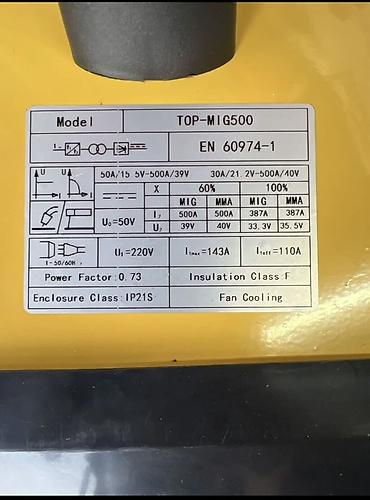 Model TOP-MIG500
EN 60974-1
50A/15.5V-500A/39V 30A/21.2V-500A/40V
X 60% 100%
MIG MMA MIG MMA
U₀=50V I₂ 500A 500A 387A 387A
U₂ 39V 40V 33.3V 35.5V
1~50/60Hz U₁=220V I₁max=143A I₁eff=110A
Power Factor:0.73 Insulation Class F
Enclosure Class:IP21S Fan Cooling